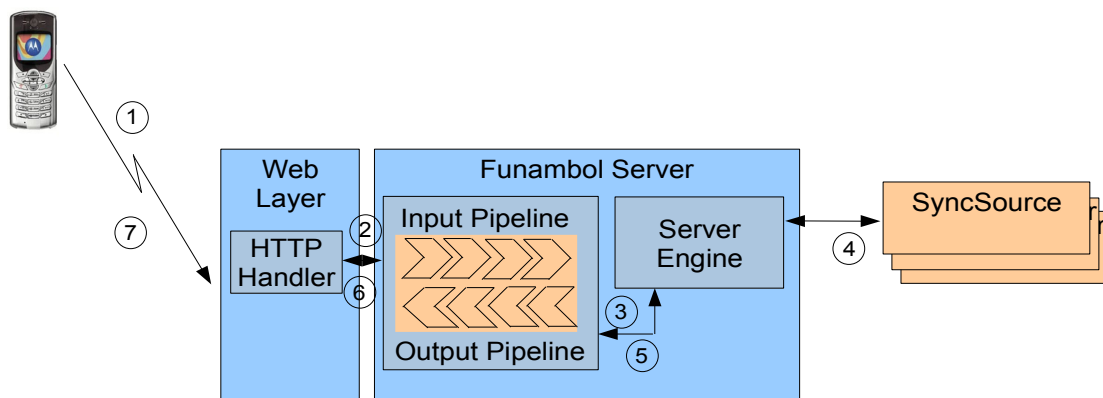 1
7
Web
Layer
HTTP
Handler
2
6
Funambol Server
Input Pipeline
Output Pipeline
3
5
Server
Engine
4
SyncSource